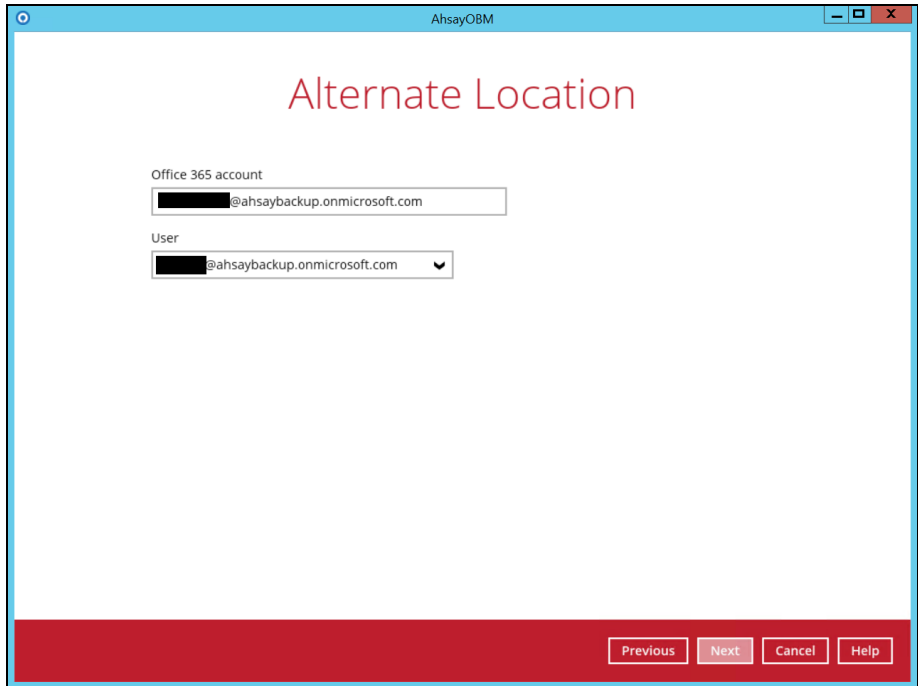 AhsayOBM
Alternate Location
Office 365 account
@ahsaybackup.onmicrosoft.com
User
@ahsaybackup.onmicrosoft.com
Previous Next Cancel Help